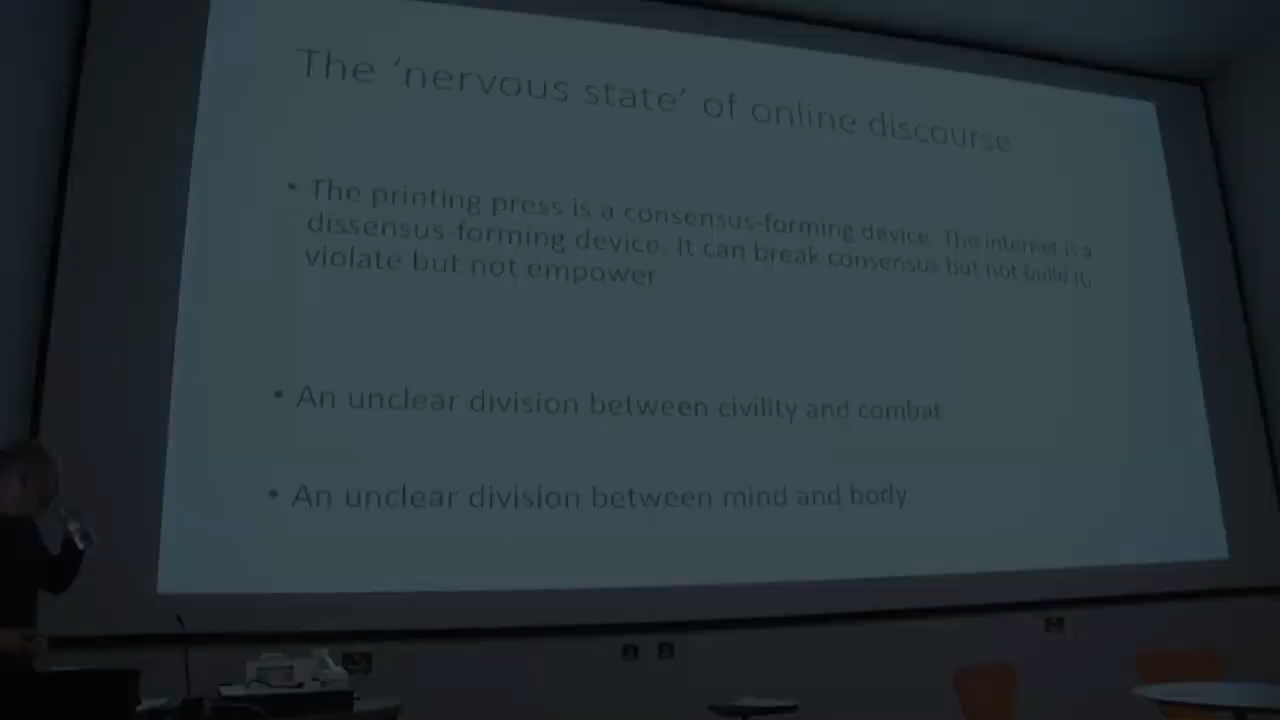 The ‘nervous state’ of online discourse
• The printing press is a consensus-forming device. The internet is a
dissensus-forming device. It can break consensus but not build it,
violate but not empower
• An unclear division between civility and combat
• An unclear division between mind and body